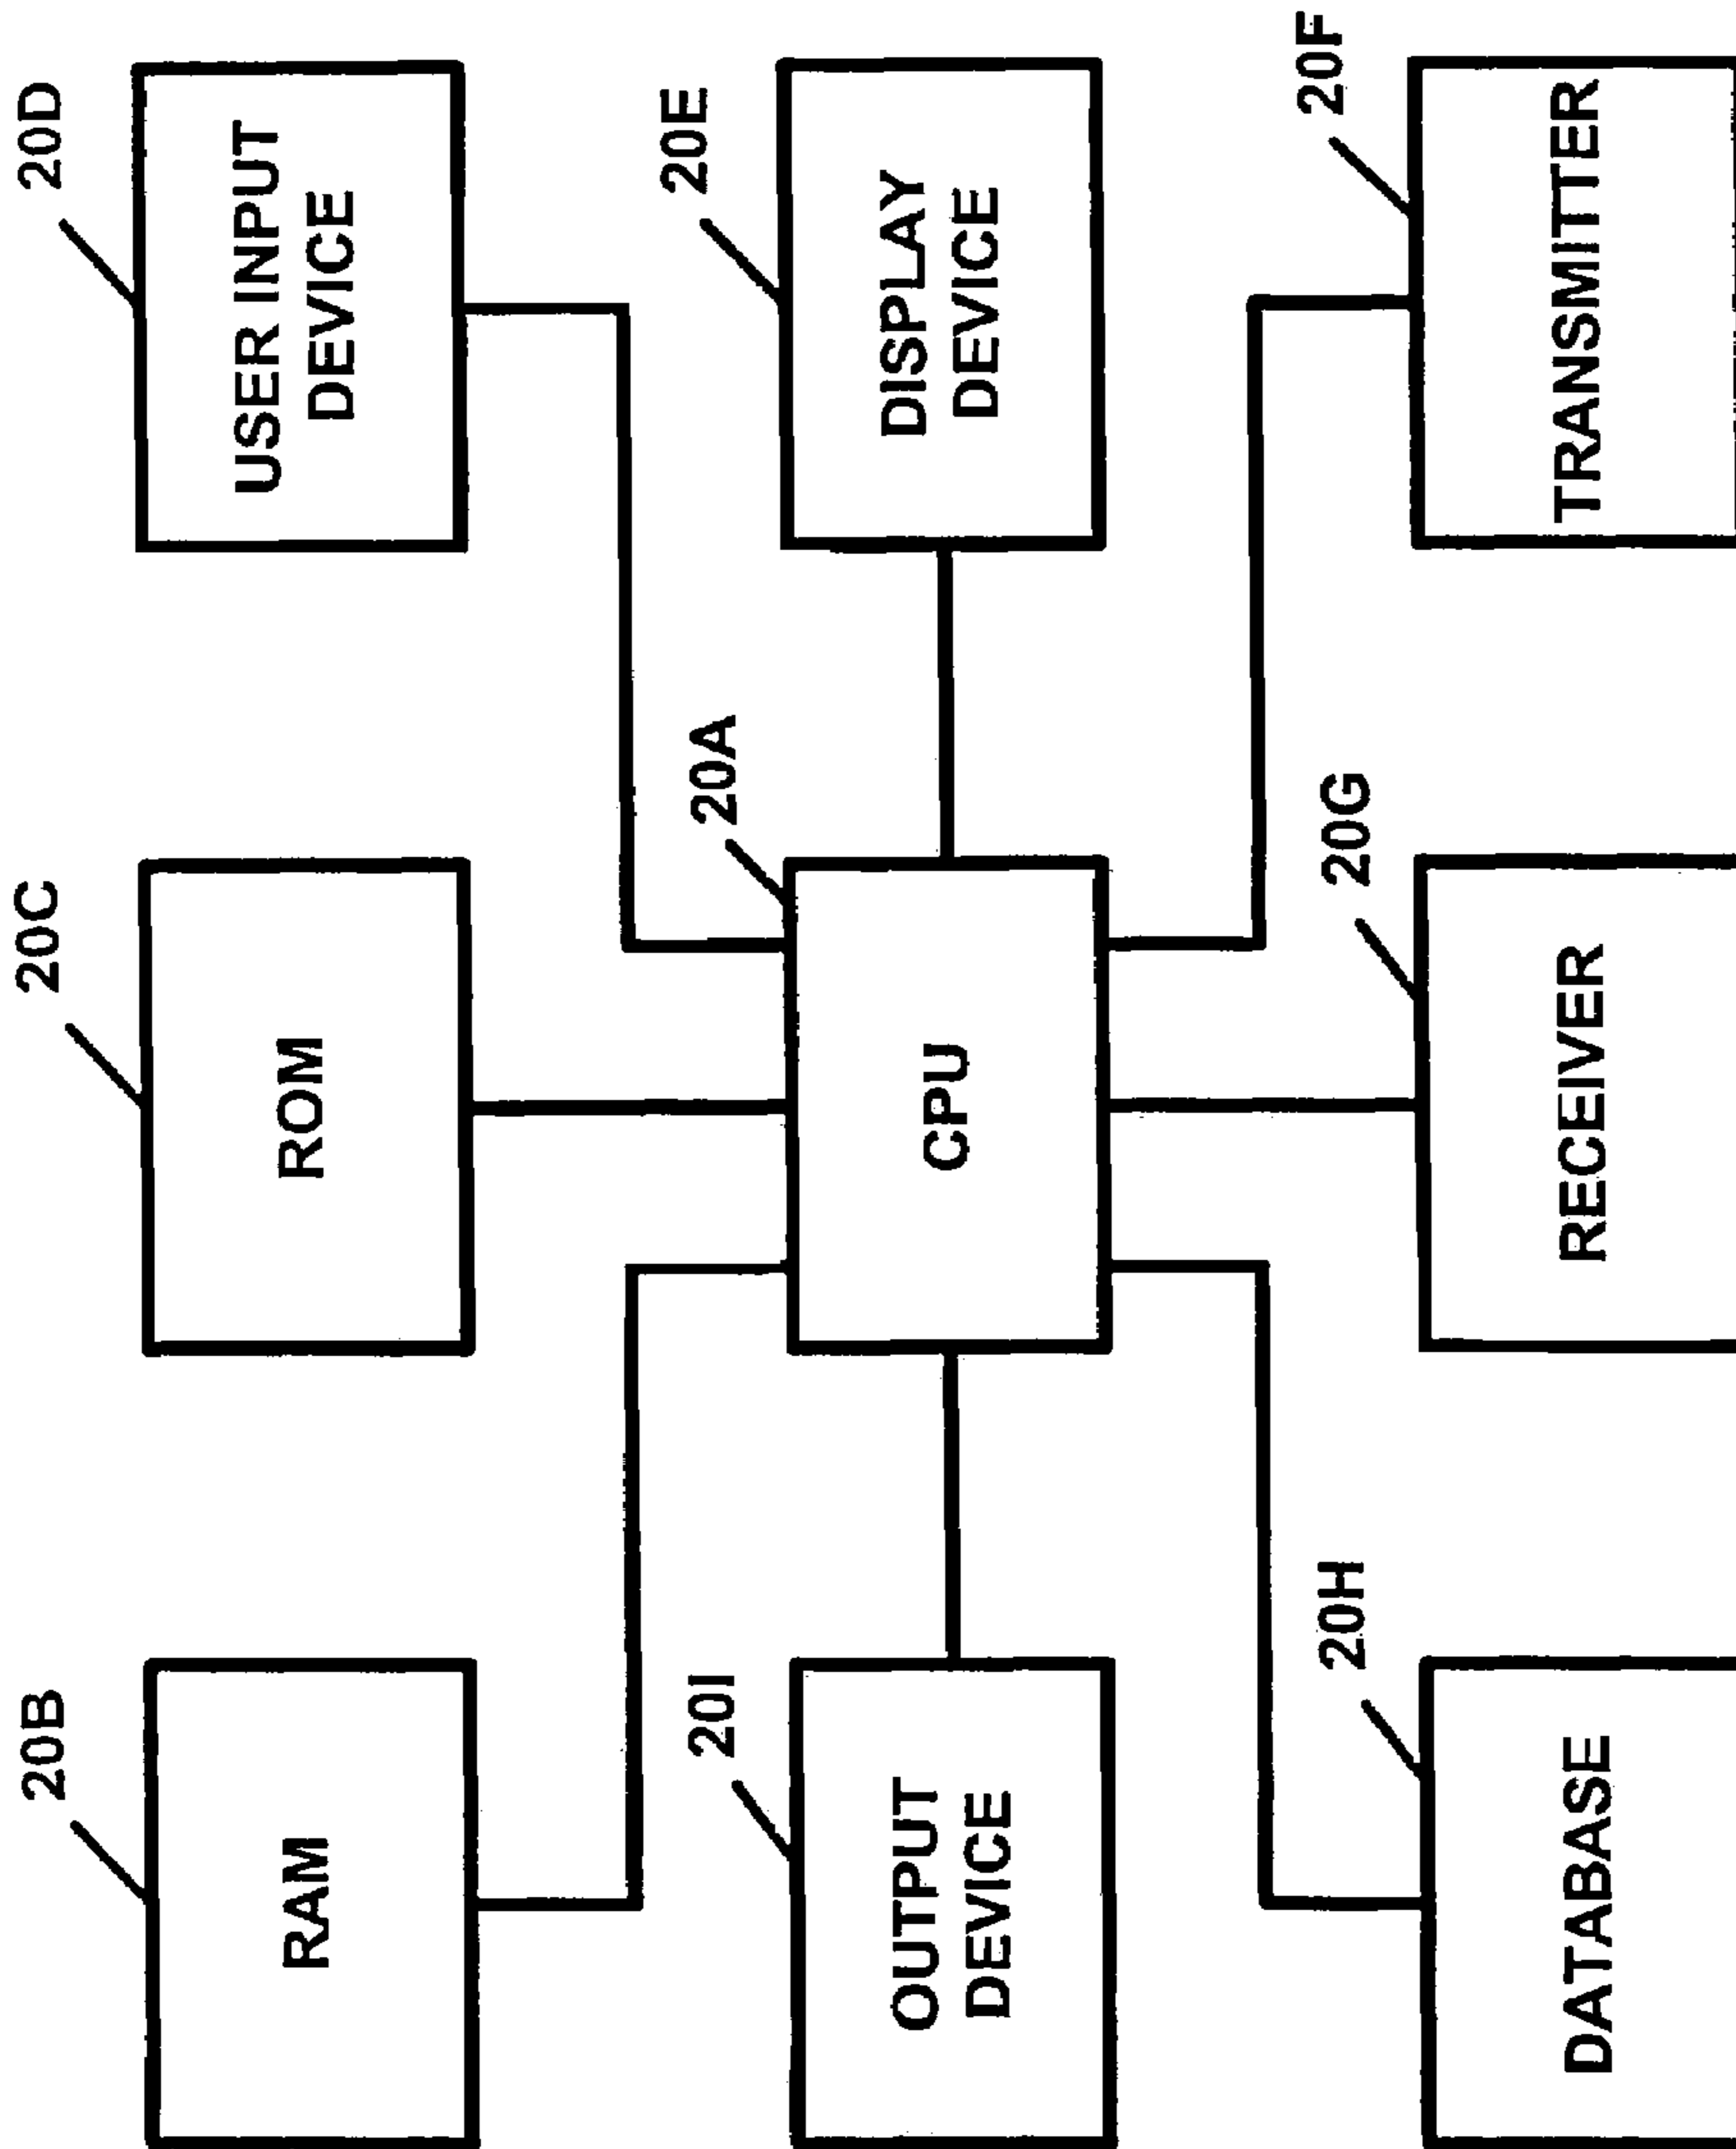 20B
RAM
20C
ROM
20D
USER INPUT
DEVICE
20I
OUTPUT
DEVICE
20A
CPU
20E
DISPLAY
DEVICE
20H
DATABASE
20G
RECEIVER
20F
TRANSMITTER